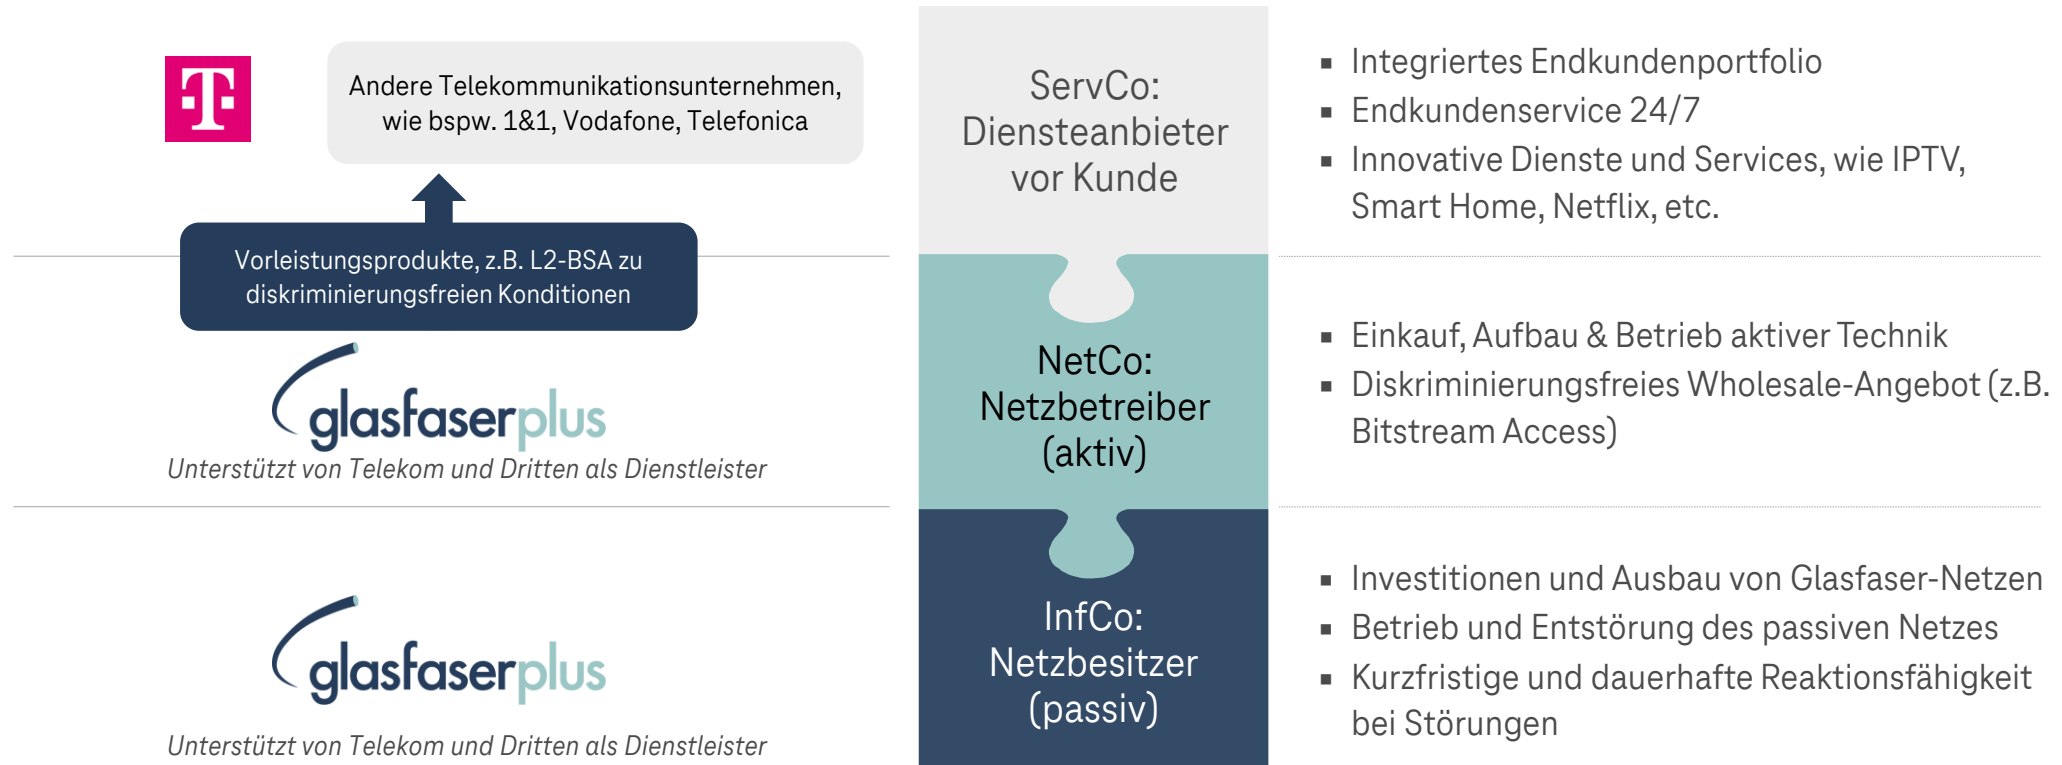 T
Andere Telekommunikationsunternehmen,
wie bspw. 1&1, Vodafone, Telefonica
ServCo:
Diensteanbieter
vor Kunde
▪ Integriertes Endkundenportfolio
▪ Endkundenservice 24/7
▪ Innovative Dienste und Services, wie IPTV,
Smart Home, Netflix, etc.
Vorleistungsprodukte, z.B. L2-BSA zu
diskriminierungsfreien Konditionen
glasfaserplus
Unterstützt von Telekom und Dritten als Dienstleister
NetCo:
Netzbetreiber
(aktiv)
▪ Einkauf, Aufbau & Betrieb aktiver Technik
▪ Diskriminierungsfreies Wholesale-Angebot (z.B.
Bitstream Access)
glasfaserplus
Unterstützt von Telekom und Dritten als Dienstleister
InfCo:
Netzbesitzer
(passiv)
▪ Investitionen und Ausbau von Glasfaser-Netzen
▪ Betrieb und Entstörung des passiven Netzes
▪ Kurzfristige und dauerhafte Reaktionsfähigkeit
bei Störungen